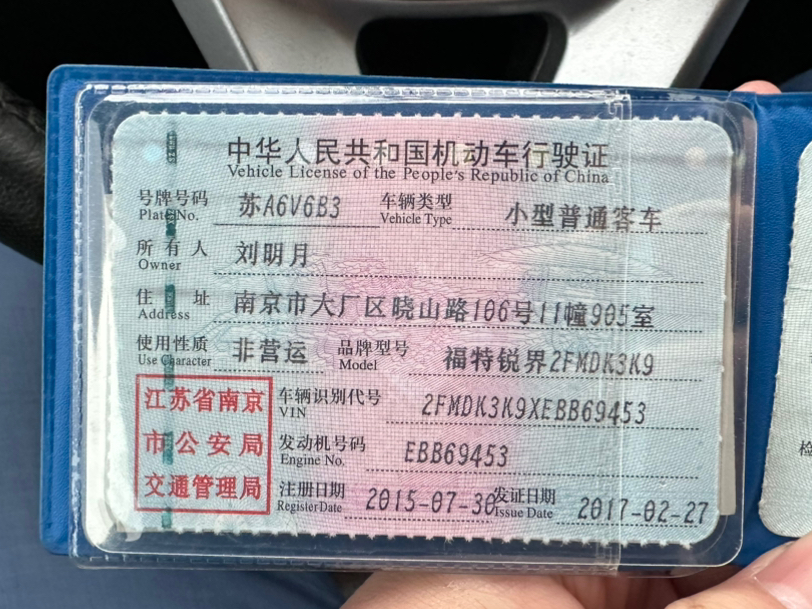 中华人民共和国机动车行驶证
Vehicle License of the People's Republic of China
号牌号码 苏A6V6B3 车辆类型 小型普通客车
Plate No. Vehicle Type
所有人 刘明月
Owner
住址 南京市大厂区晓山路106号11幢905室
Address
使用性质 非营运 品牌型号 福特锐界2FMDK3K9
Use Character Model
江苏省南京 车辆识别代号 2FMDK3K9XEBB69453
VIN
市公安局 发动机号码 EBB69453
Engine No.
交通管理局 注册日期 2015-07-30 发证日期 2017-02-27
Register Date Issue Date
检